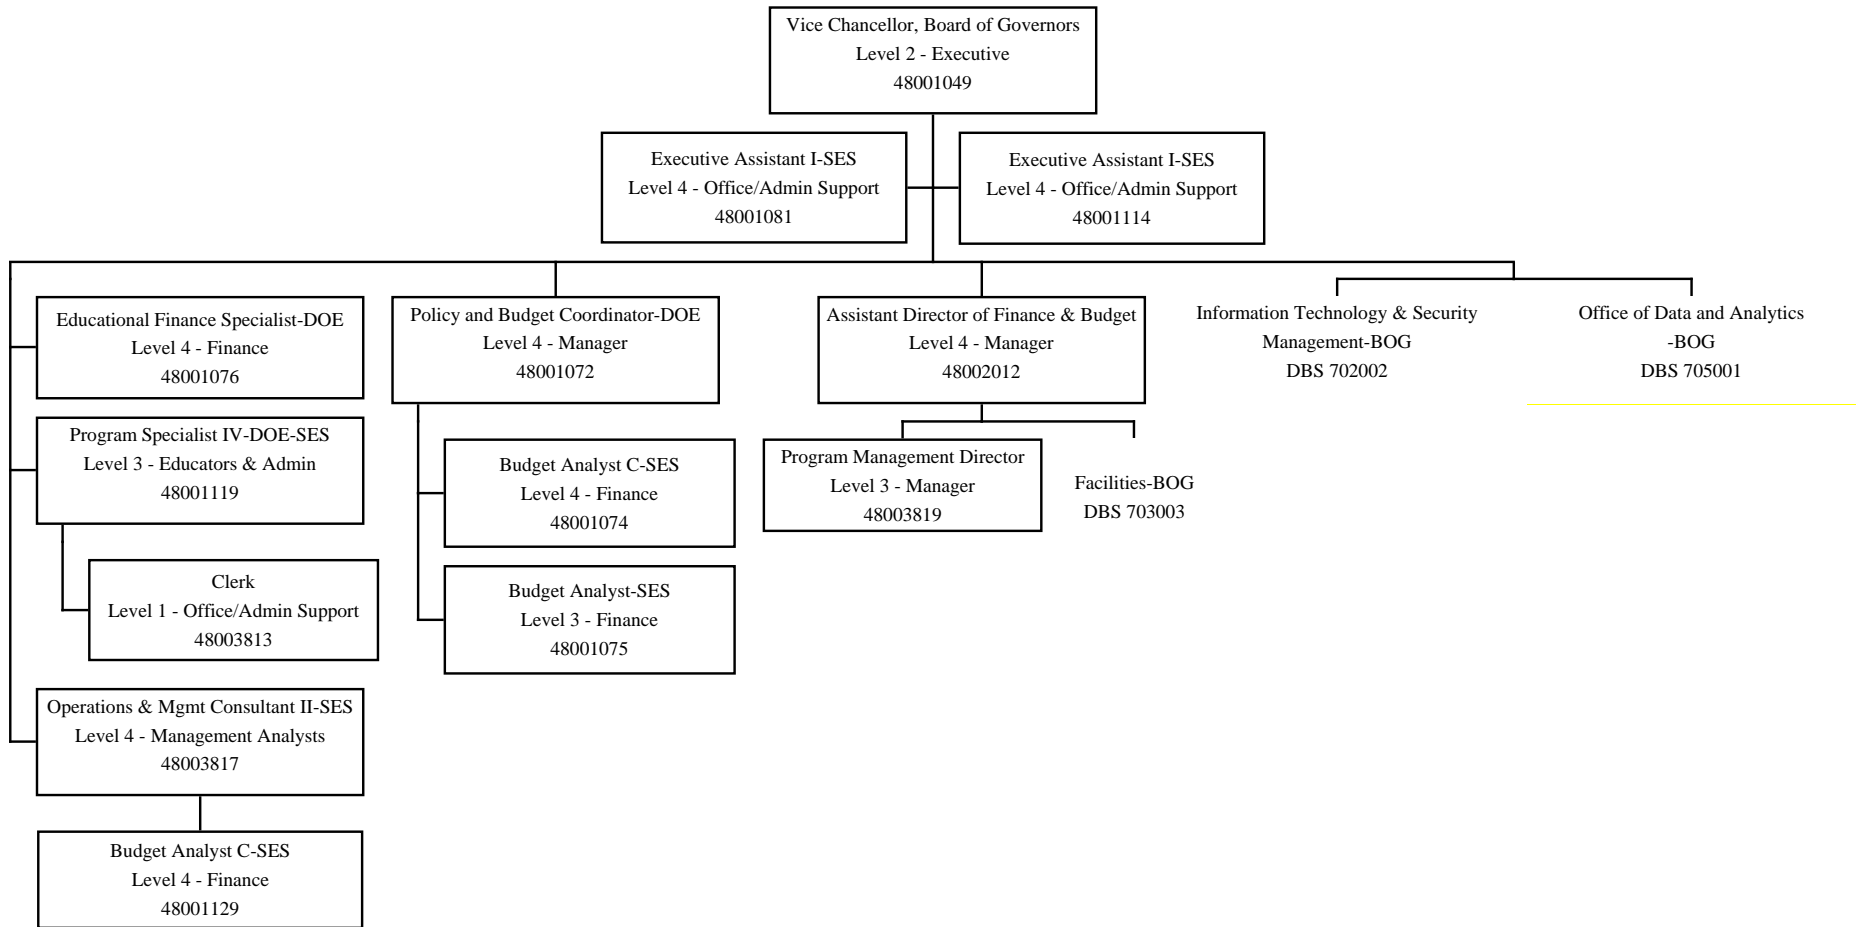 Vice Chancellor, Board of Governors
Level 2 - Executive
48001049
Executive Assistant I-SES
Level 4 - Office/Admin Support
48001081
Executive Assistant I-SES
Level 4 - Office/Admin Support
48001114
Educational Finance Specialist-DOE
Level 4 - Finance
48001076
Program Specialist IV-DOE-SES
Level 3 - Educators & Admin
48001119
Clerk
Level 1 - Office/Admin Support
48003813
Operations & Mgmt Consultant II-SES
Level 4 - Management Analysts
48003817
Budget Analyst C-SES
Level 4 - Finance
48001129
Policy and Budget Coordinator-DOE
Level 4 - Manager
48001072
Budget Analyst C-SES
Level 4 - Finance
48001074
Budget Analyst-SES
Level 3 - Finance
48001075
Assistant Director of Finance & Budget
Level 4 - Manager
48002012
Program Management Director
Level 3 - Manager
48003819
Facilities-BOG
DBS 703003
Information Technology & Security
Management-BOG
DBS 702002
Office of Data and Analytics
-BOG
DBS 705001